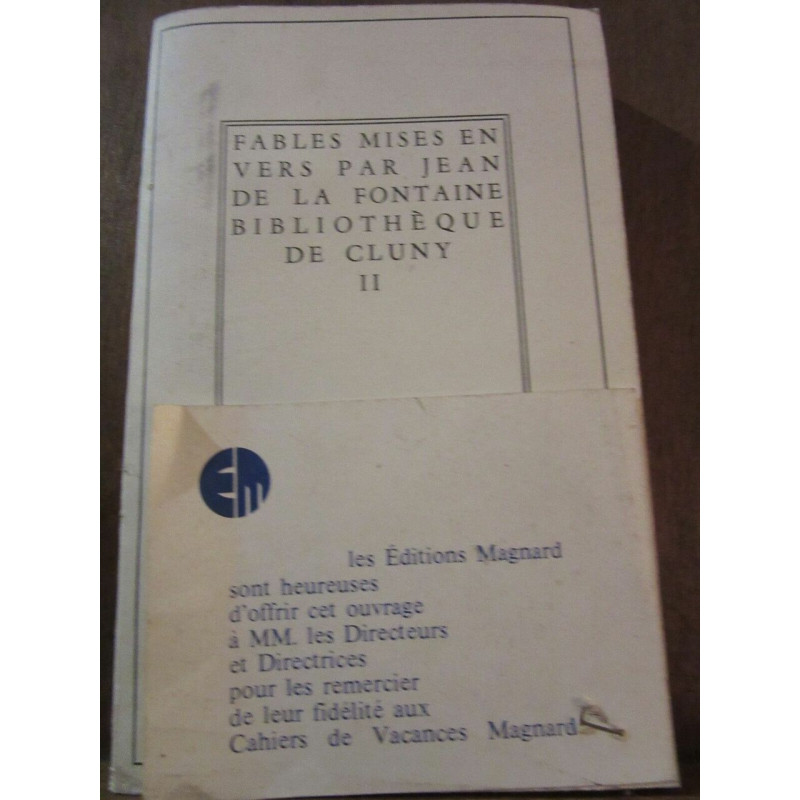 FABLES MISES EN
VERS PAR JEAN
DE LA FONTAINE
BIBLIOTHÈQUE
DE CLUNY
II
Em
les Éditions Magnard
sont heureuses
d'offrir cet ouvrage
à MM. les Directeurs
et Directrices
pour les remercier
de leur fidélité aux
Cahiers de Vacances Magnard